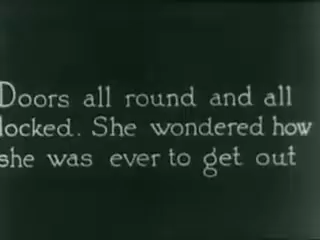 Doors all round and all
locked. She wondered how
she was ever to get out